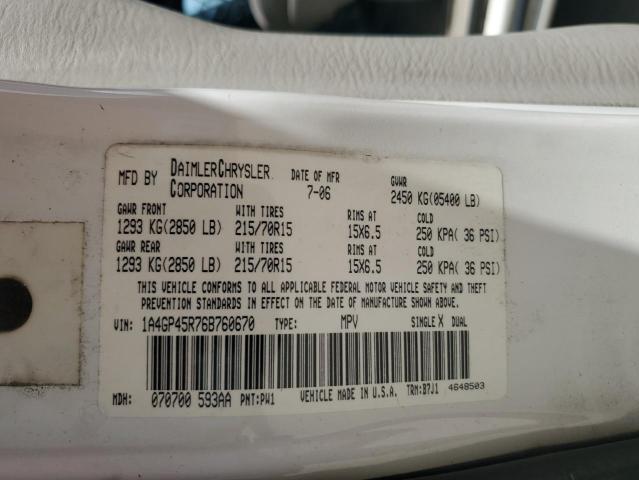 MFD BY DAIMLERCHRYSLER CORPORATION DATE OF MFR 7-06 GVWR 2450 KG(05400 LB)
GAWR FRONT WITH TIRES RIMS AT COLD
1293 KG(2850 LB) 215/70R15 15X6.5 250 KPA( 36 PSI)
GAWR REAR WITH TIRES RIMS AT COLD
1293 KG(2850 LB) 215/70R15 15X6.5 250 KPA( 36 PSI)
THIS VEHICLE CONFORMS TO ALL APPLICABLE FEDERAL MOTOR VEHICLE SAFETY AND THEFT
PREVENTION STANDARDS IN EFFECT ON THE DATE OF MANUFACTURE SHOWN ABOVE.
VIN: 1A4GP45R76B760670 TYPE: MPV SINGLE X DUAL
MDH: 070700 593AA PNT:PW1 VEHICLE MADE IN U.S.A. TRM:B7J1 4648503